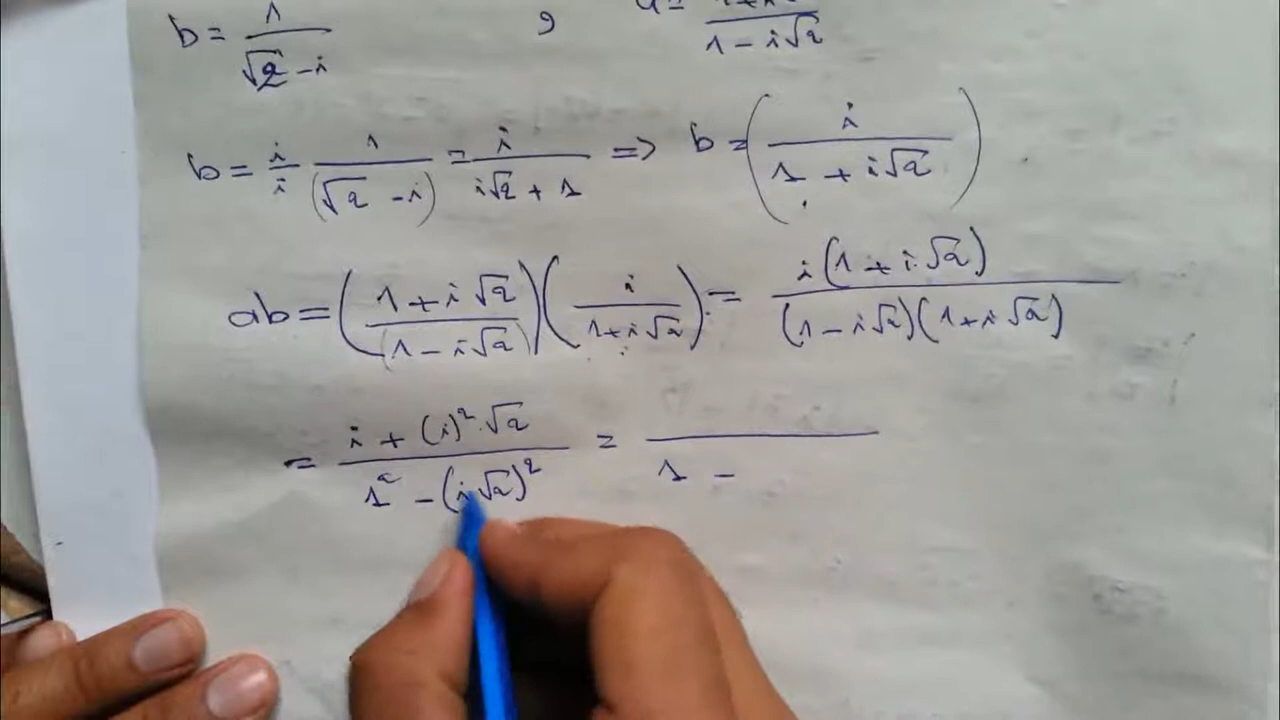 b = 1/(√2 - i) , a = (1+i√2)/(1 - i√2)
b = i/i 1/(√2 - i) = i/(i√2 + 1) => b = (i/(1 + i√2))
ab = ((1+i√2)/(1-i√2))(i/(1+i√2)) = i(1+i√2)/((1-i√2)(1+i√2))
= (i + (i)²·√2)/(1² - (i√2)²) = /(1 -